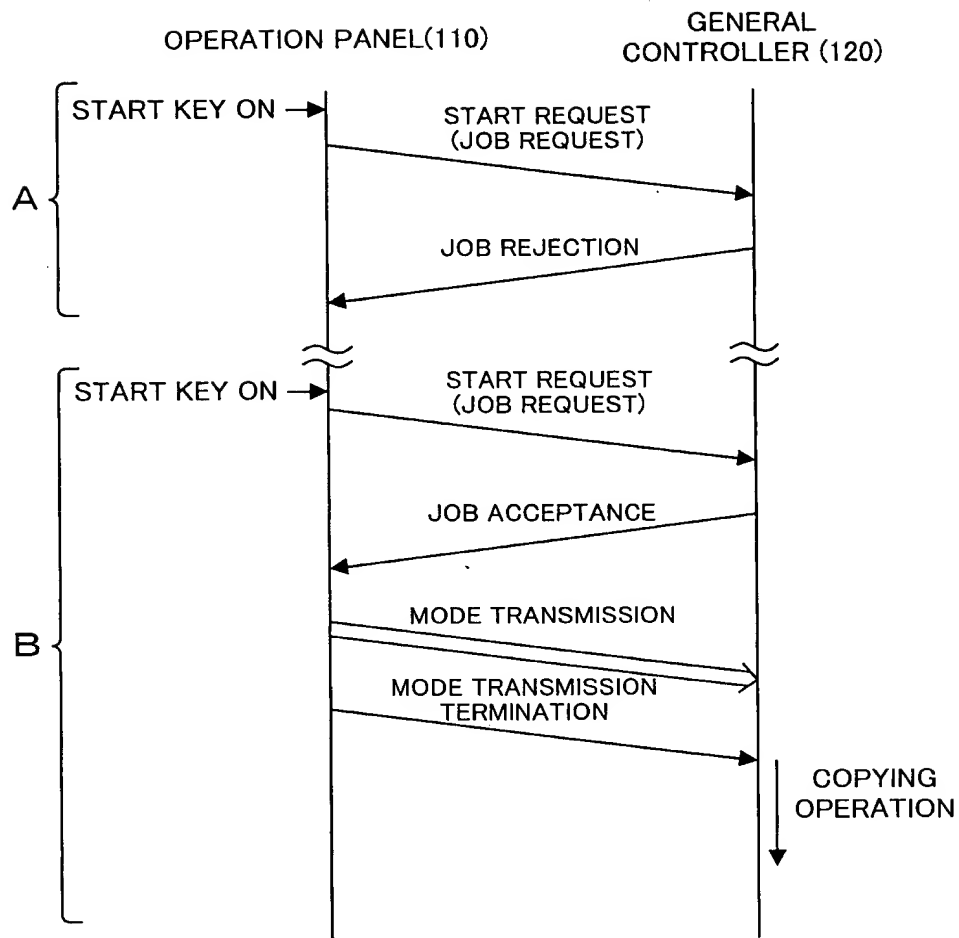 OPERATION PANEL(110)
GENERAL
CONTROLLER (120)
START KEY ON
START REQUEST
(JOB REQUEST)
A
JOB REJECTION
START KEY ON
START REQUEST
(JOB REQUEST)
JOB ACCEPTANCE
B
MODE TRANSMISSION
MODE TRANSMISSION
TERMINATION
COPYING
OPERATION